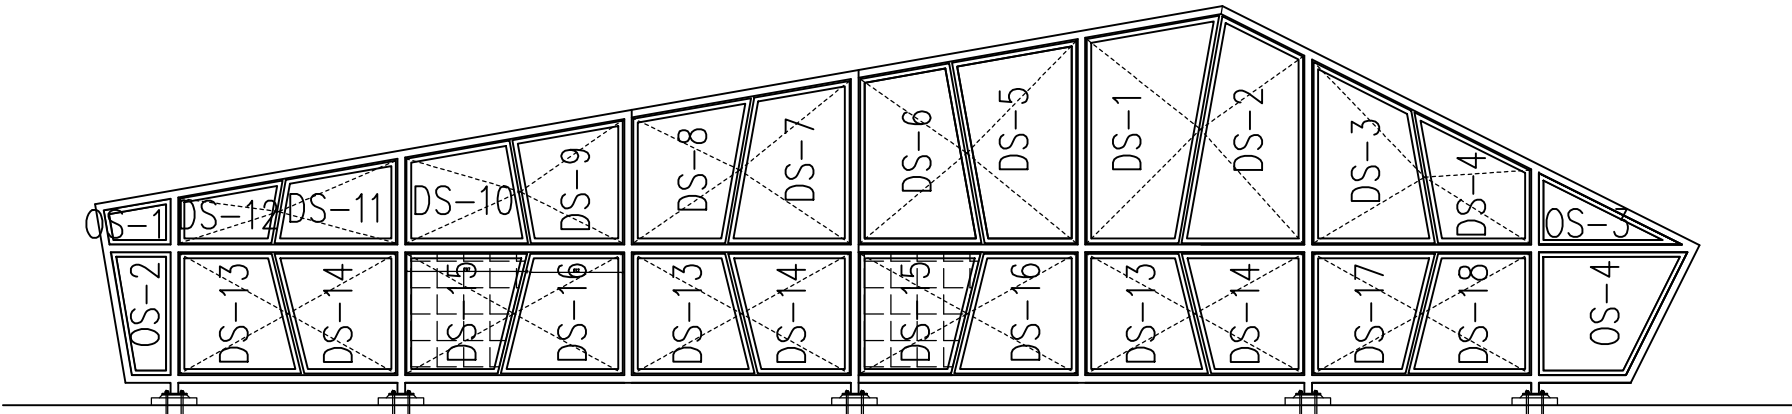 OS-1
DS-12
DS-11
DS-10
DS-9
DS-8
DS-7
DS-6
DS-5
DS-1
DS-2
DS-3
DS-4
OS-3
OS-2
DS-13
DS-14
DS-15
DS-16
DS-13
DS-14
DS-15
DS-16
DS-13
DS-14
DS-17
DS-18
OS-4